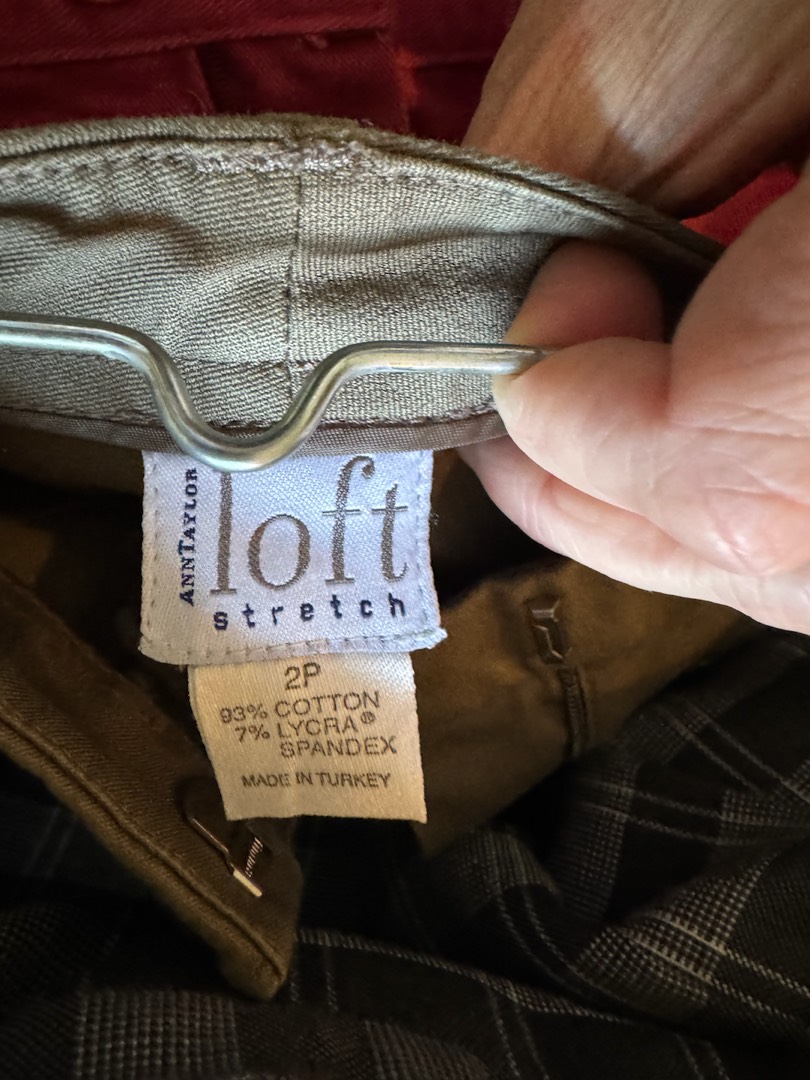 ANNTAYLOR
loft
stretch
2P
93% COTTON
7% LYCRA®
SPANDEX
MADE IN TURKEY